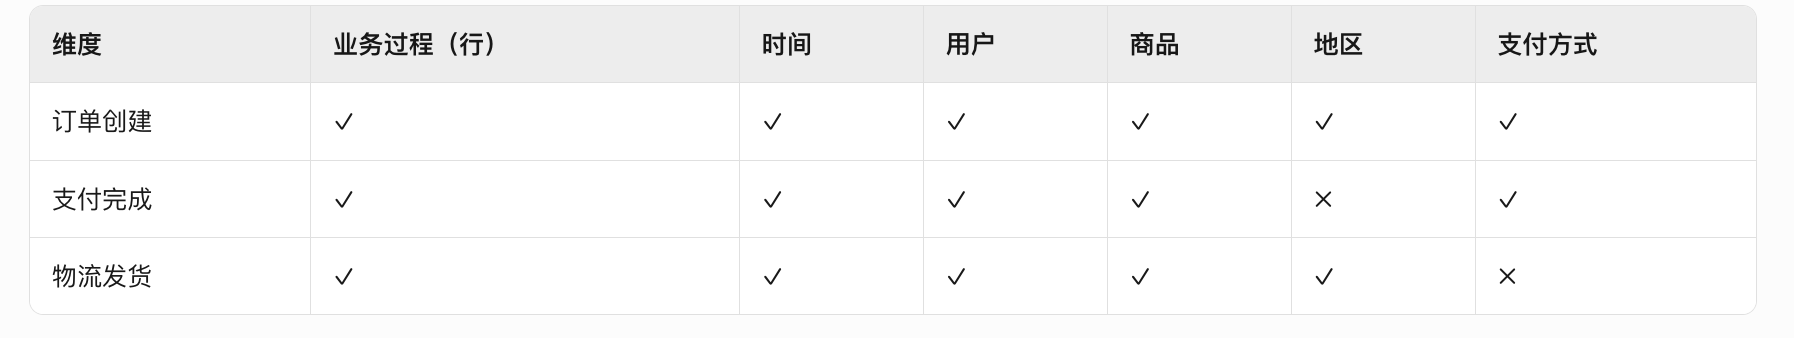 维度 业务过程（行） 时间 用户 商品 地区 支付方式
订单创建 ✓ ✓ ✓ ✓ ✓ ✓
支付完成 ✓ ✓ ✓ ✓ × ✓
物流发货 ✓ ✓ ✓ ✓ ✓ ×